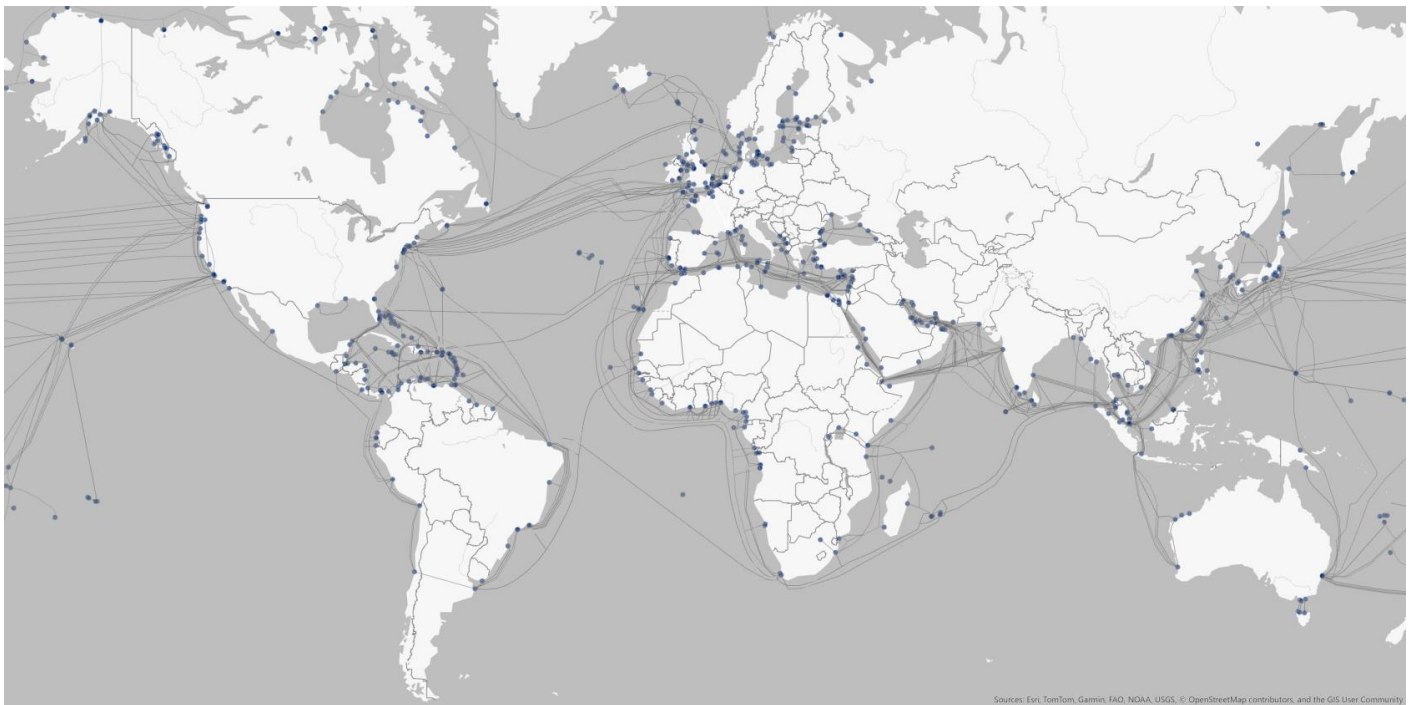 Sources: Esri, TomTom, Garmin, FAO, NOAA, USGS, © OpenStreetMap contributors, and the GIS User Community